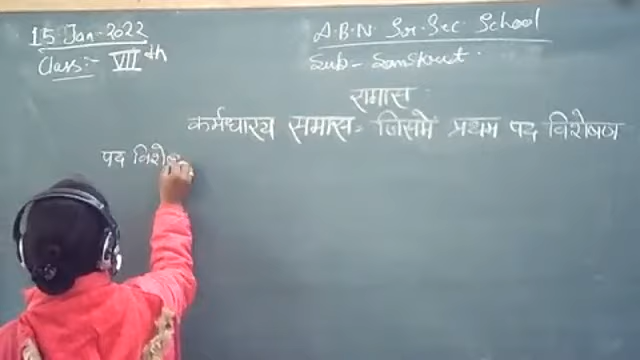 15 Jan-2022
Class:- VIIth
A.B.N Sr. Sec School
Sub - Sanskrit
समास :
कर्मधारय समास- जिसमें प्रथम पद विशेषण
पद विशे